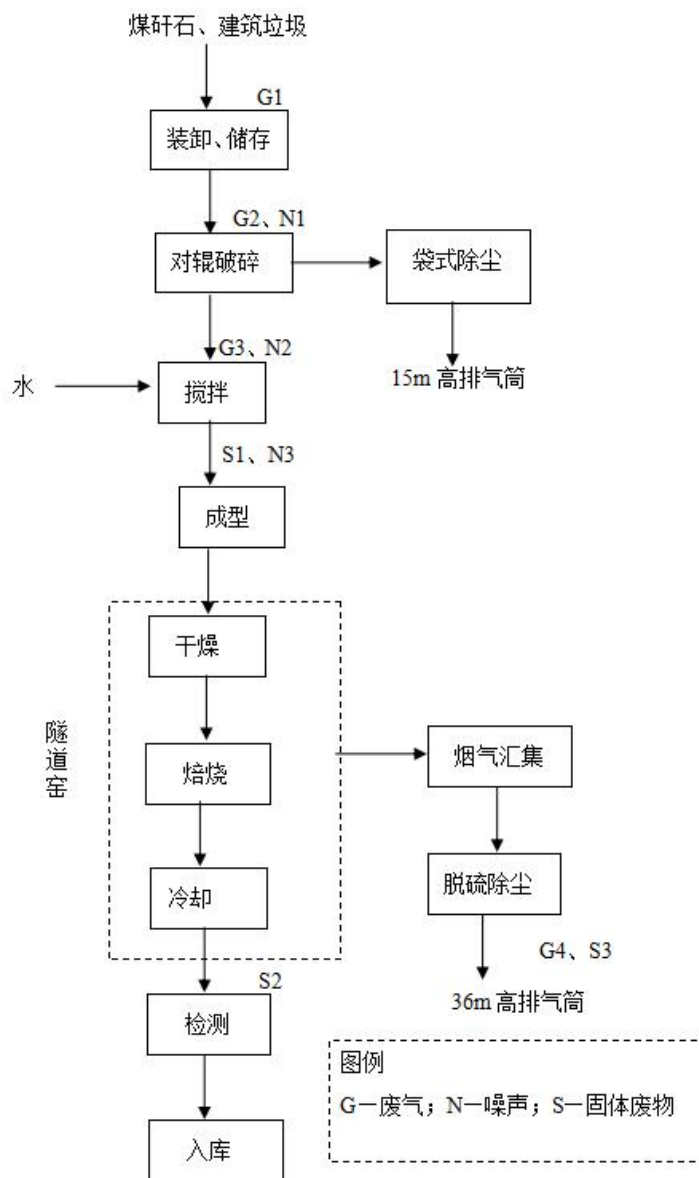 煤矸石、建筑垃圾
G1
装卸、储存
G2、N1
对辊破碎
袋式除尘
G3、N2
15m 高排气筒
水
搅拌
S1、N3
成型
干燥
隧道窑
烟气汇集
焙烧
脱硫除尘
冷却
G4、S3
S2
36m 高排气筒
检测
图例
G—废气；N—噪声；S—固体废物
入库